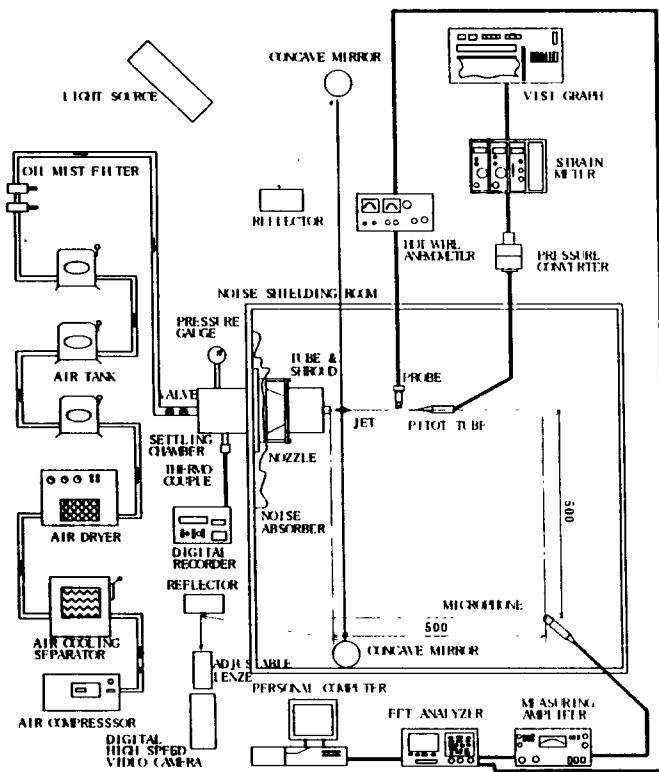 CONCAVE MIRROR
LIGHT SOURCE
VISI GRAPH
OIL MIST FILTER
STRAIN
METER
REFLECTOR
HOT WIRE
ANEMOMETER
PRESSURE
CONVERTER
NOISE SHIELDING ROOM
PRESSURE
GAUGE
TUBE &
SHROUD
AIR TANK
PROBE
VALVE
JET
PITOT TUBE
SETTLING
CHAMBER
NOZZLE
THERMO
COUPLE
NOISE
ABSORBER
600
AIR DRYER
DIGITAL
RECORDER
REFLECTOR
MICROPHONE
500
AIR COOLING
SEPARATOR
CONCAVE MIRROR
ADJUSTABLE
LENZE
PERSONAL COMPUTER
AIR COMPRESSSOR
FFT ANALYZER
MEASURING
AMPLIFER
DIGITAL
HIGH SPEED
VIDEO CAMERA